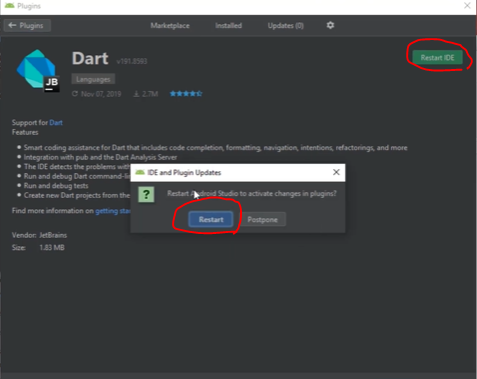 Plugins
← Plugins
Marketplace Installed Updates (0)
Dart v191.8593
Restart IDE
JB
Languages
Nov 07, 2019 2,7M
Support for Dart
Features
Smart coding assistance for Dart that includes code completion, formatting, navigation, intentions, refactorings, and more
Integration with pub and the Dart Analysis Server
The IDE detects the problems with
Run and debug Dart command-li
Run and debug tests
Create new Dart projects from the
Find more information on getting sta
IDE and Plugin Updates
Restart Android Studio to activate changes in plugins?
Restart Postpone
Vendor: JetBrains
Size: 1.83 MB